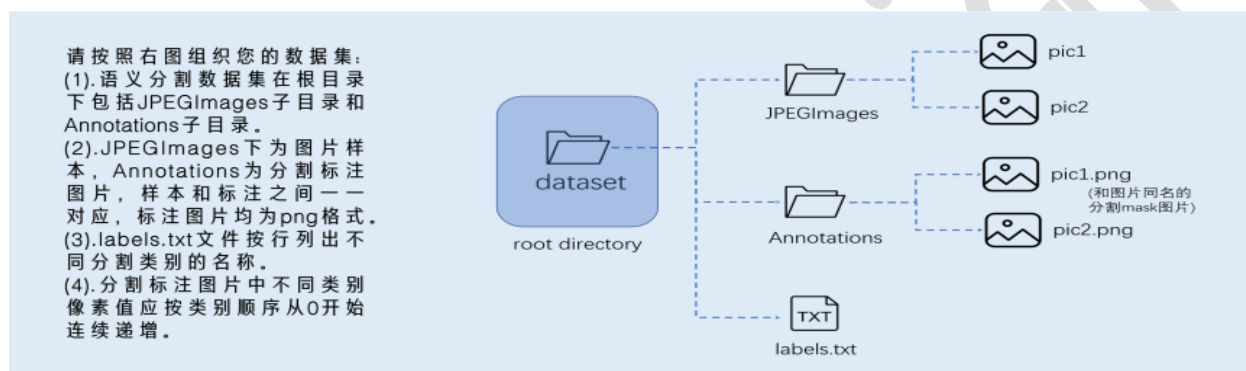 请按照右图组织您的数据集:
(1).语义分割数据集在根目录
下包括JPEGImages子目录和
Annotations子目录。
(2).JPEGImages下为图片样
本，Annotations为分割标注
图片，样本和标注之间一一
对应，标注图片均为png格式。
(3).labels.txt文件按行列出不
同分割类别的名称。
(4).分割标注图片中不同类别
像素值应按类别顺序从0开始
连续递增。
dataset
root directory
JPEGImages
pic1
pic2
Annotations
pic1.png
(和图片同名的
分割mask图片)
pic2.png
TXT
labels.txt